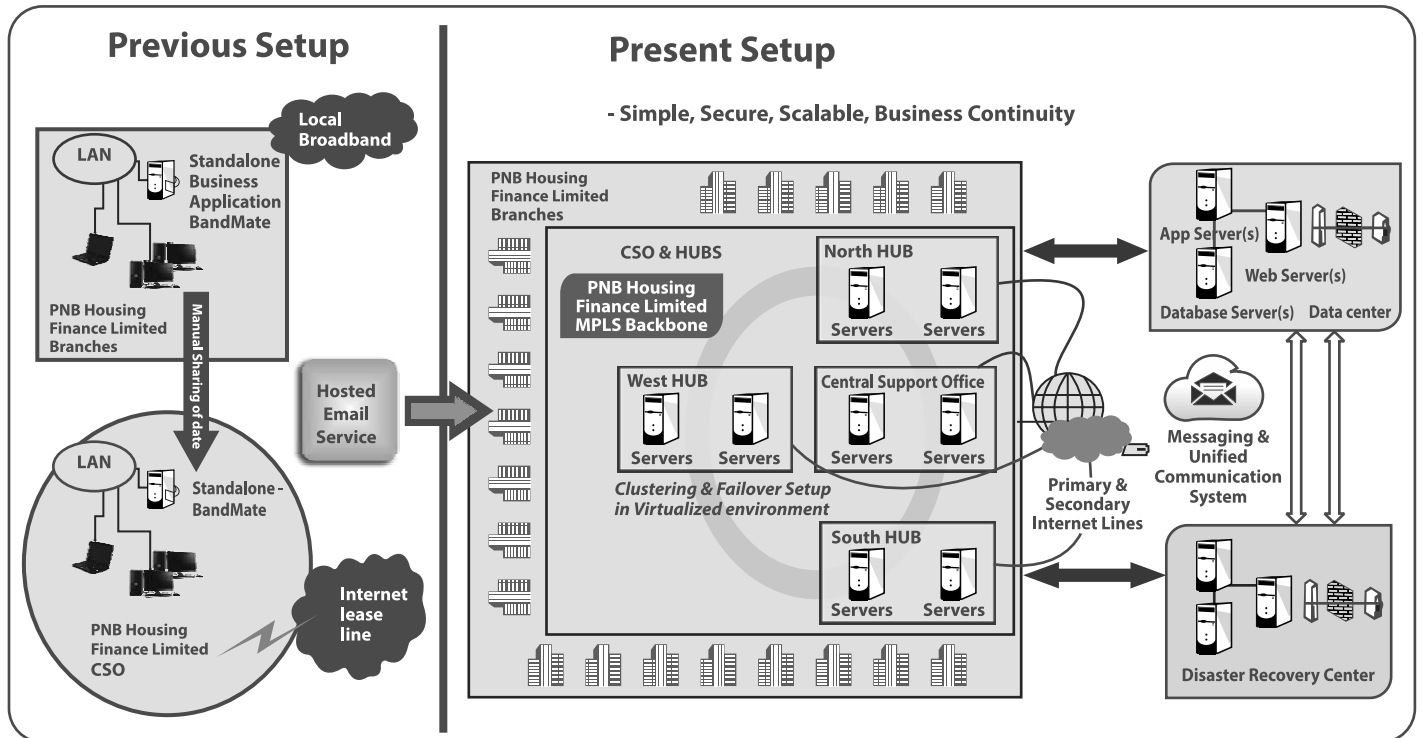 Previous Setup
Local
Broadband
LAN
Standalone
Business
Application
BandMate
PNB Housing
Finance Limited
Branches
Manual Sharing of date
LAN
Standalone -
BandMate
PNB Housing
Finance Limited
CSO
Internet
lease
line
Hosted
Email
Service
Present Setup
- Simple, Secure, Scalable, Business Continuity
PNB Housing
Finance Limited
Branches
CSO & HUBS
PNB Housing
Finance Limited
MPLS Backbone
North HUB
Servers
Servers
West HUB
Servers
Servers
Central Support Office
Servers
Servers
Clustering & Failover Setup
in Virtualized environment
South HUB
Servers
Servers
Primary &
Secondary
Internet Lines
App Server(s)
Web Server(s)
Database Server(s)
Data center
Messaging &
Unified
Communication
System
Disaster Recovery Center